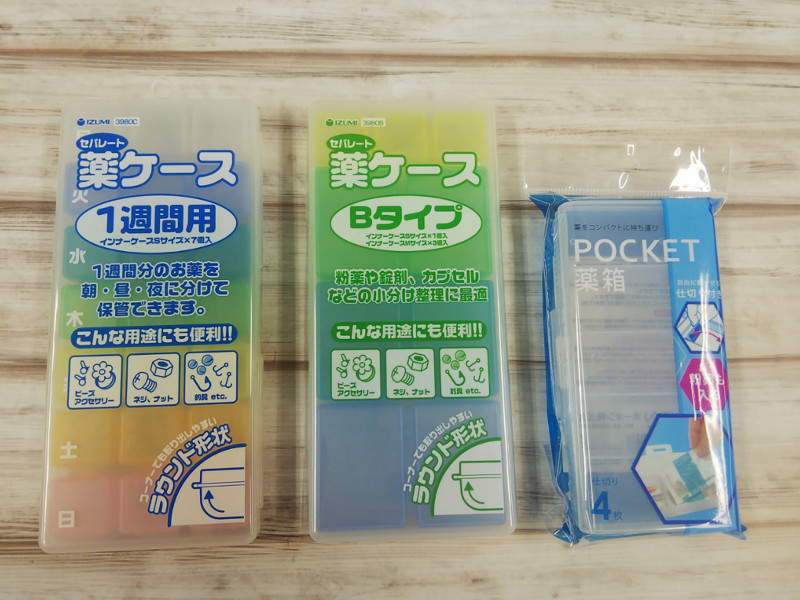 IZUMI 3980C
セパレート
薬ケース
1週間用
インナーケースSサイズ×7個入
1週間分のお薬を
朝・昼・夜に分けて
保管できます。
こんな用途にも便利!!
ビーズ
アクセサリー
ネジ、ナット
釣具 etc.
コーナーでも取り出しやすい
ラウンド形状
火
水
木
土
日
IZUMI 3980B
セパレート
薬ケース
Bタイプ
インナーケースSサイズ×1個入
インナーケースMサイズ×3個入
粉薬や錠剤、カプセル
などの小分け整理に最適
こんな用途にも便利!!
ビーズ
アクセサリー
ネジ、ナット
釣具 etc.
コーナーでも取り出しやすい
ラウンド形状
薬をコンパクトに持ち運び
POCKET
薬箱
仕切り付き
仕切り
4枚